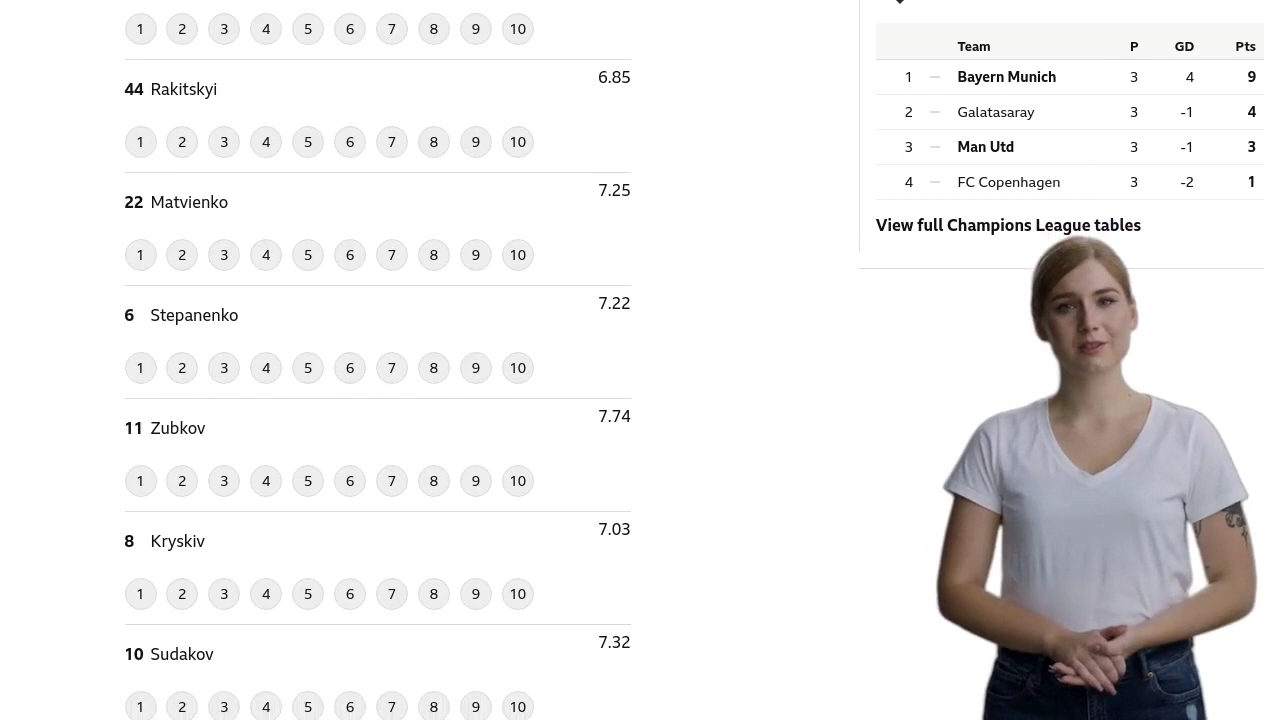 1 2 3 4 5 6 7 8 9 10
44 Rakitskyi 6.85
1 2 3 4 5 6 7 8 9 10
22 Matvienko 7.25
1 2 3 4 5 6 7 8 9 10
6 Stepanenko 7.22
1 2 3 4 5 6 7 8 9 10
11 Zubkov 7.74
1 2 3 4 5 6 7 8 9 10
8 Kryskiv 7.03
1 2 3 4 5 6 7 8 9 10
10 Sudakov 7.32
1 2 3 4 5 6 7 8 9 10
Team P GD Pts
1 – Bayern Munich 3 4 9
2 – Galatasaray 3 -1 4
3 – Man Utd 3 -1 3
4 – FC Copenhagen 3 -2 1
View full Champions League tables